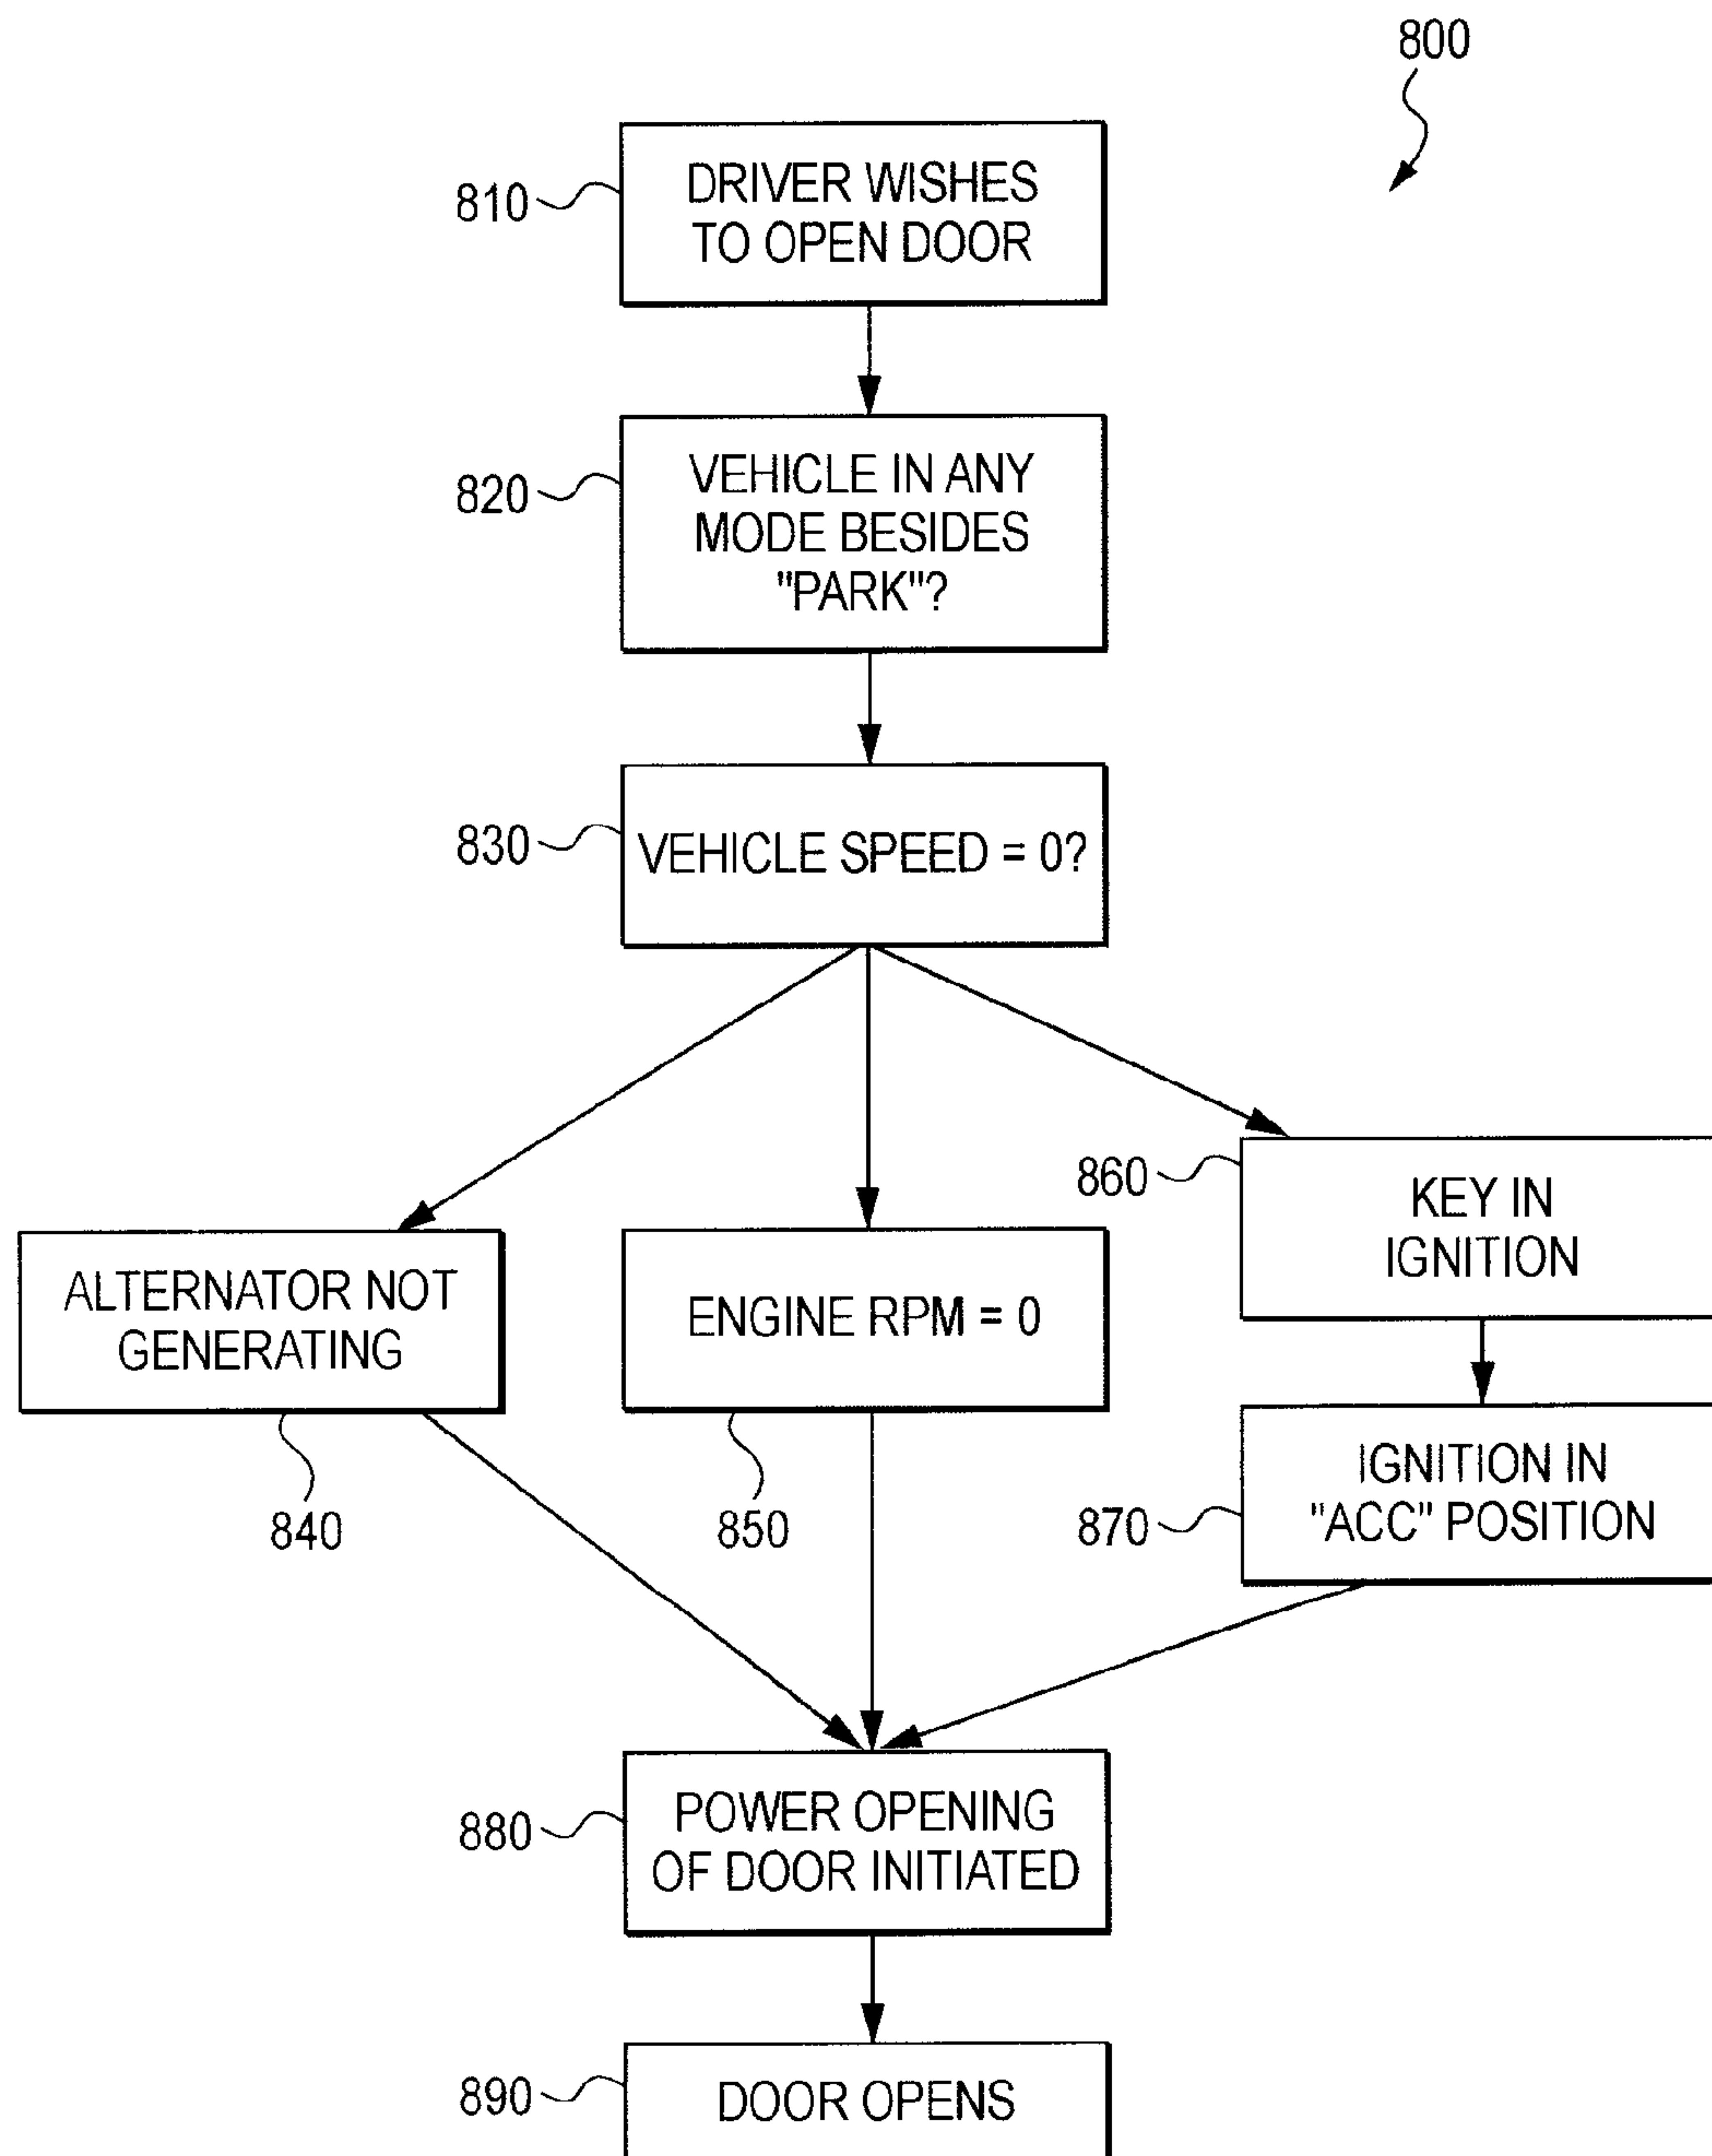 800
810
DRIVER WISHES
TO OPEN DOOR
820
VEHICLE IN ANY
MODE BESIDES
"PARK"?
830
VEHICLE SPEED = 0?
860
KEY IN
IGNITION
ALTERNATOR NOT
GENERATING
840
ENGINE RPM = 0
850
870
IGNITION IN
"ACC" POSITION
880
POWER OPENING
OF DOOR INITIATED
890
DOOR OPENS